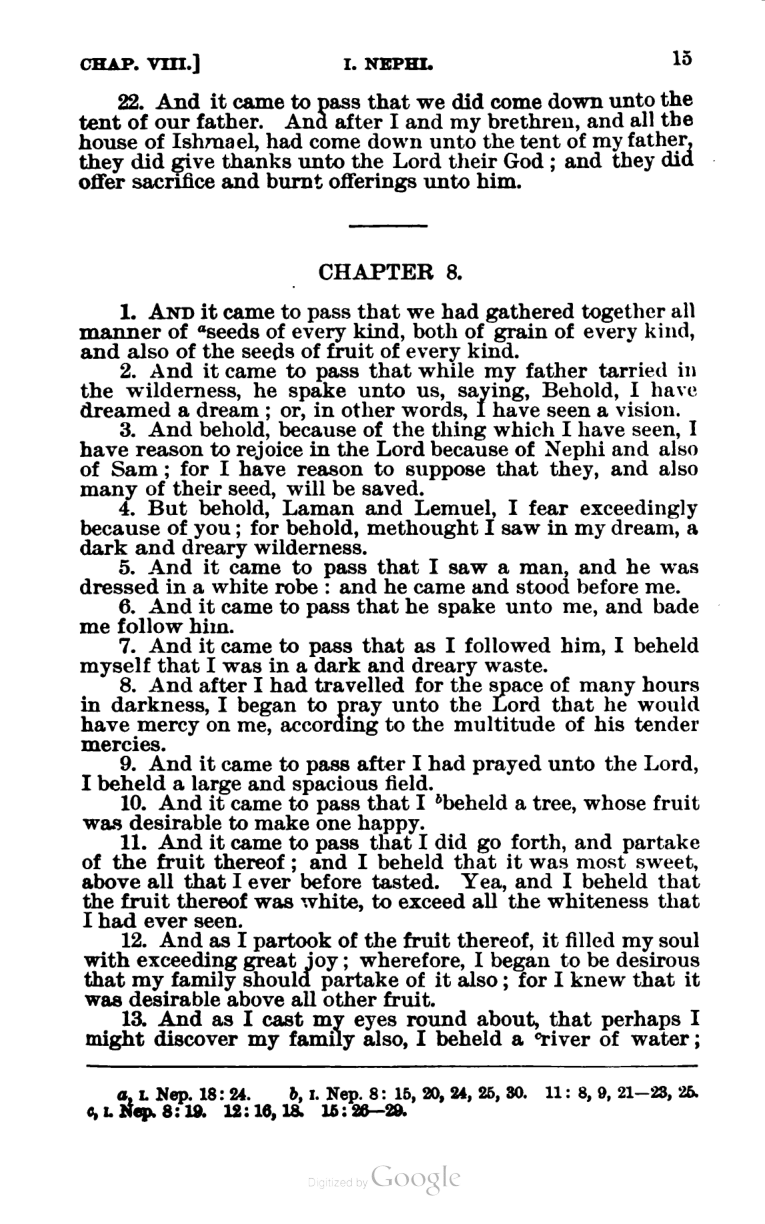 CHAP. VIII.] I. NEPHI. 15
22. And it came to pass that we did come down unto the
tent of our father. And after I and my brethren, and all the
house of Ishmael, had come down unto the tent of my father,
they did give thanks unto the Lord their God ; and they did
offer sacrifice and burnt offerings unto him.
CHAPTER 8.
1. AND it came to pass that we had gathered together all
manner of ᵃseeds of every kind, both of grain of every kind,
and also of the seeds of fruit of every kind.
2. And it came to pass that while my father tarried in
the wilderness, he spake unto us, saying, Behold, I have
dreamed a dream ; or, in other words, I have seen a vision.
3. And behold, because of the thing which I have seen, I
have reason to rejoice in the Lord because of Nephi and also
of Sam ; for I have reason to suppose that they, and also
many of their seed, will be saved.
4. But behold, Laman and Lemuel, I fear exceedingly
because of you ; for behold, methought I saw in my dream, a
dark and dreary wilderness.
5. And it came to pass that I saw a man, and he was
dressed in a white robe : and he came and stood before me.
6. And it came to pass that he spake unto me, and bade
me follow him.
7. And it came to pass that as I followed him, I beheld
myself that I was in a dark and dreary waste.
8. And after I had travelled for the space of many hours
in darkness, I began to pray unto the Lord that he would
have mercy on me, according to the multitude of his tender
mercies.
9. And it came to pass after I had prayed unto the Lord,
I beheld a large and spacious field.
10. And it came to pass that I ᵇbeheld a tree, whose fruit
was desirable to make one happy.
11. And it came to pass that I did go forth, and partake
of the fruit thereof ; and I beheld that it was most sweet,
above all that I ever before tasted. Yea, and I beheld that
the fruit thereof was white, to exceed all the whiteness that
I had ever seen.
12. And as I partook of the fruit thereof, it filled my soul
with exceeding great joy ; wherefore, I began to be desirous
that my family should partake of it also ; for I knew that it
was desirable above all other fruit.
13. And as I cast my eyes round about, that perhaps I
might discover my family also, I beheld a ᶜriver of water ;
a, I. Nep. 18 : 24. b, I. Nep. 8 : 15, 20, 24, 25, 30. 11 : 8, 9, 21—23, 25.
c, I. Nep. 8 : 19. 12 : 16, 18. 15 : 26—29.
Digitized by Google